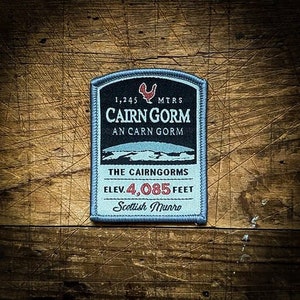 1,245 MTRS
CAIRN GORM
AN CARN GORM
THE CAIRNGORMS
ELEV. 4,085 FEET
Scottish Munro